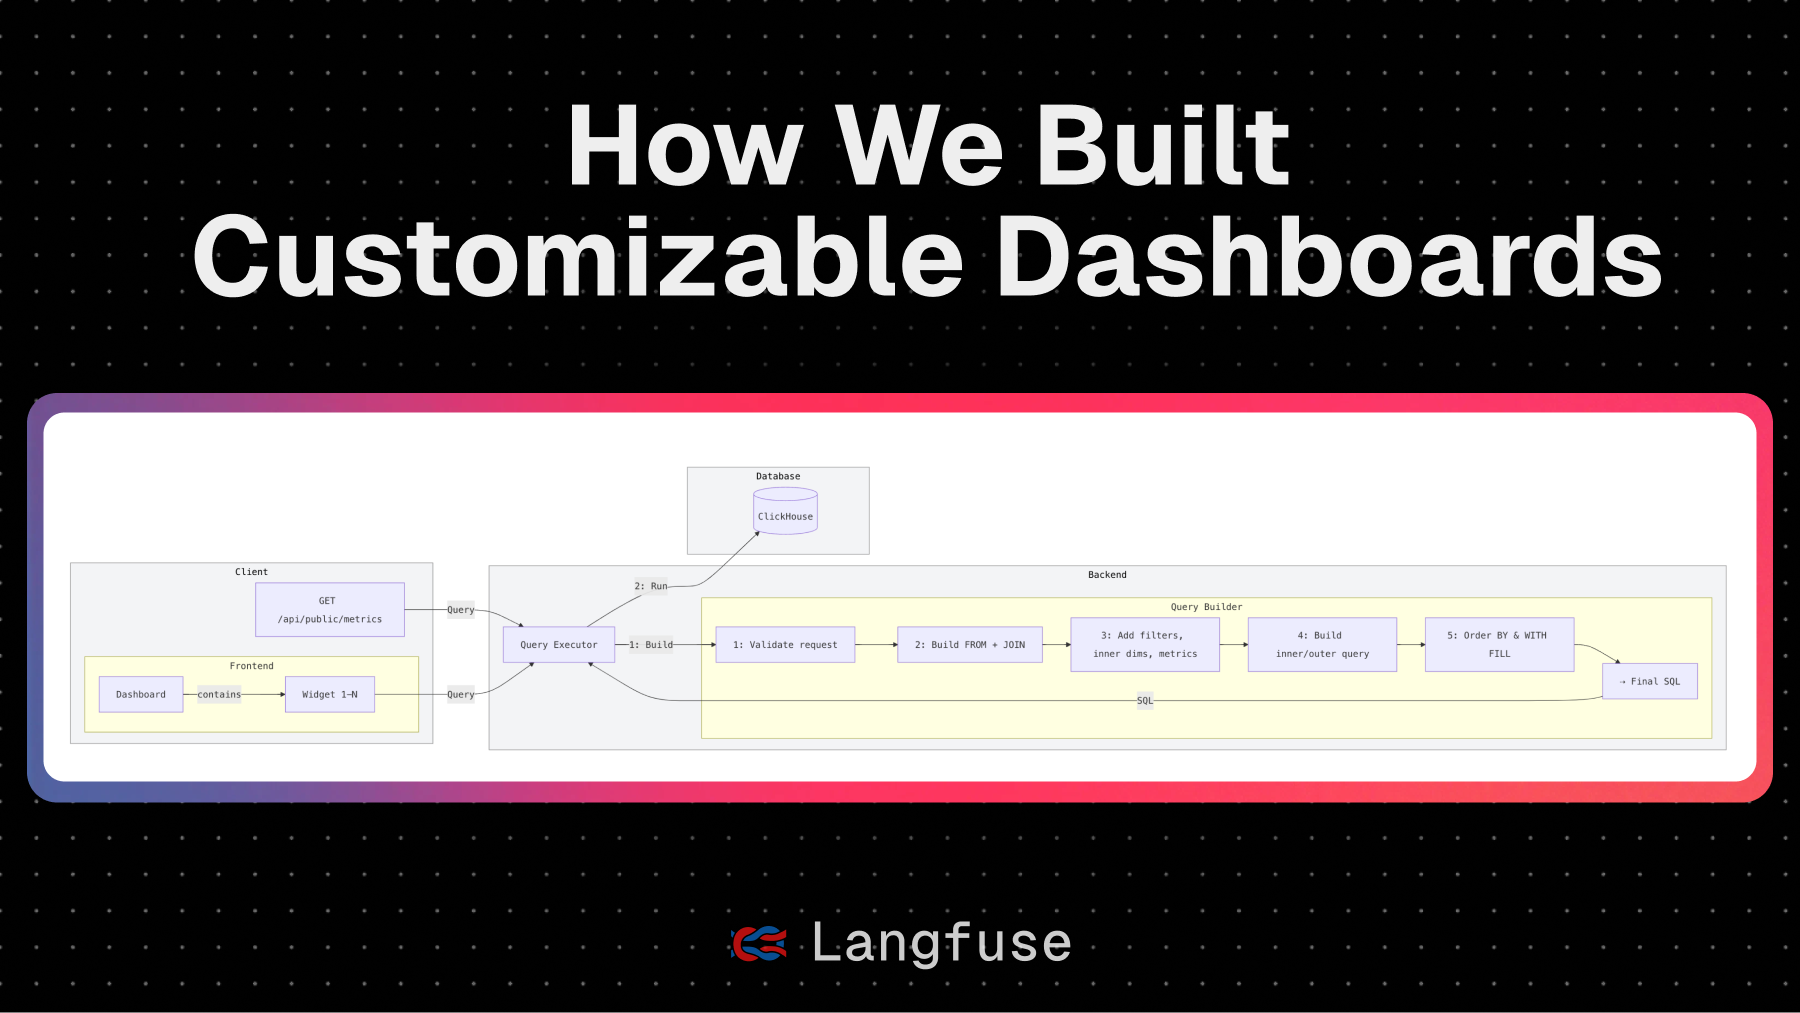 How We Built
Customizable Dashboards
Database
ClickHouse
Client
GET
/api/public/metrics
Query
Frontend
Dashboard
contains
Widget 1–N
Query
Backend
2: Run
Query Executor
1: Build
Query Builder
1: Validate request
2: Build FROM + JOIN
3: Add filters,
inner dims, metrics
4: Build
inner/outer query
5: Order BY & WITH
FILL
→ Final SQL
SQL
Langfuse